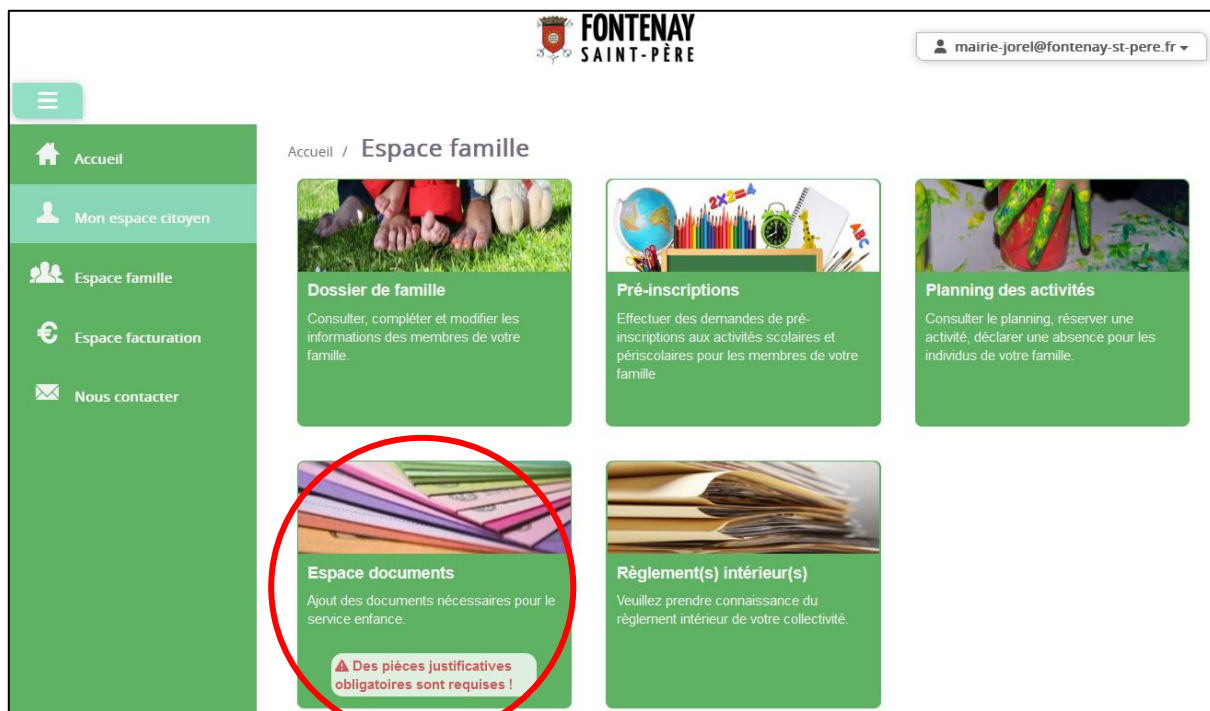 FONTENAY
SAINT-PÈRE
mairie-jorel@fontenay-st-pere.fr
Accueil
Mon espace citoyen
Espace famille
Espace facturation
Nous contacter
Accueil / Espace famille
Dossier de famille
Consulter, compléter et modifier les
informations des membres de votre
famille.
2X2=4
ABC
Pré-inscriptions
Effectuer des demandes de pré-
inscriptions aux activités scolaires et
périscolaires pour les membres de votre
famille
Planning des activités
Consulter le planning, réserver une
activité, déclarer une absence pour les
individus de votre famille.
Espace documents
Ajout des documents nécessaires pour le
service enfance.
Des pièces justificatives
obligatoires sont requises !
Règlement(s) intérieur(s)
Veuillez prendre connaissance du
règlement intérieur de votre collectivité.